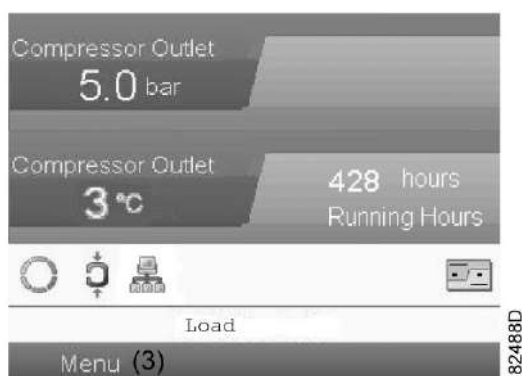 Compressor Outlet
5.0 bar
Compressor Outlet
3 °C
428 hours
Running Hours
Load
Menu (3)
82488D